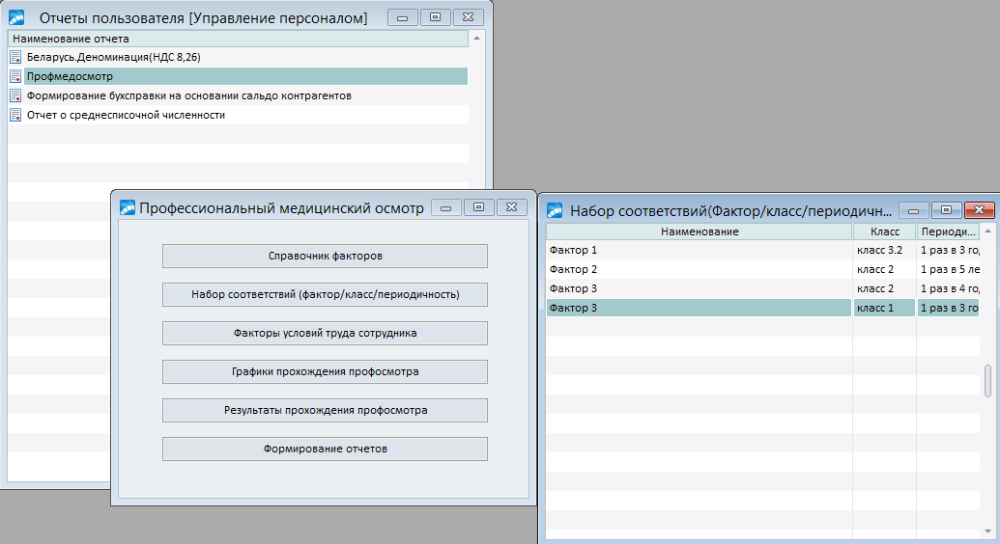 Отчеты пользователя [Управление персоналом]
Наименование отчета
Беларусь.Деноминация(НДС 8,26)
Профмедосмотр
Формирование бухсправки на основании сальдо контрагентов
Отчет о среднесписочной численности
Профессиональный медицинский осмотр
Справочник факторов
Набор соответствий (фактор/класс/периодичность)
Факторы условий труда сотрудника
Графики прохождения профосмотра
Результаты прохождения профосмотра
Формирование отчетов
Набор соответствий(Фактор/класс/периодичн...
Наименование Класс Периоди...
Фактор 1 класс 3.2 1 раз в 3 го
Фактор 2 класс 2 1 раз в 5 ле
Фактор 3 класс 2 1 раз в 4 го
Фактор 3 класс 1 1 раз в 3 го